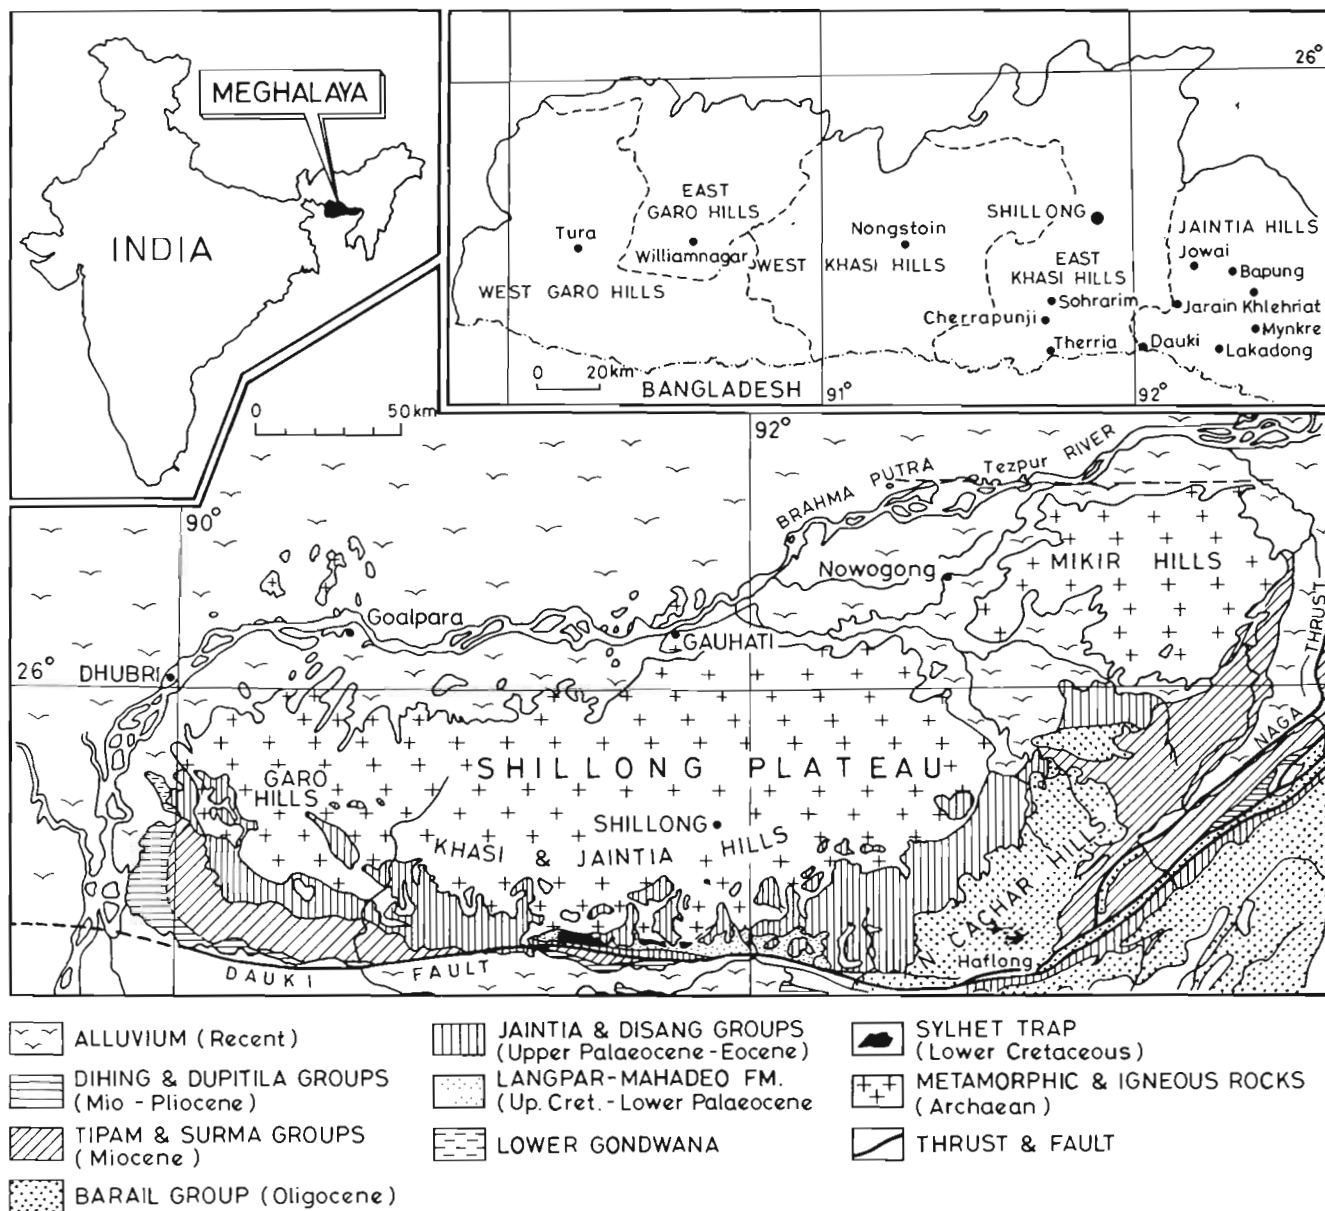 MEGHALAYA
INDIA
0 50 km
26°
EAST
GARO HILLS
Tura
Williamnagar
WEST GARO HILLS
WEST
KHASI HILLS
Nongstoin
SHILLONG
EAST
KHASI HILLS
Sohrarim
Cherrapunji
Therria
JAINTIA HILLS
Jowai
Bapung
Jarain
Khlehriat
Mynkre
Dauki
Lakadong
0 20 km
BANGLADESH
91°
92°
90°
92°
26°
BRAHMA PUTRA RIVER
Tezpur
Nowogong
MIKIR HILLS
Goalpara
GAUHATI
DHUBRI
NAGA THRUST
SHILLONG PLATEAU
GARO
HILLS
SHILLONG
KHASI & JAINTIA HILLS
N. CACHAR HILLS
Haflong
DAUKI FAULT
ALLUVIUM (Recent)
DIHING & DUPITILA GROUPS
(Mio - Pliocene)
TIPAM & SURMA GROUPS
(Miocene)
BARAIL GROUP (Oligocene)
JAINTIA & DISANG GROUPS
(Upper Palaeocene - Eocene)
LANGPAR-MAHADEO FM.
(Up. Cret. - Lower Palaeocene
LOWER GONDWANA
SYLHET TRAP
(Lower Cretaceous)
METAMORPHIC & IGNEOUS ROCKS
(Archaean)
THRUST & FAULT